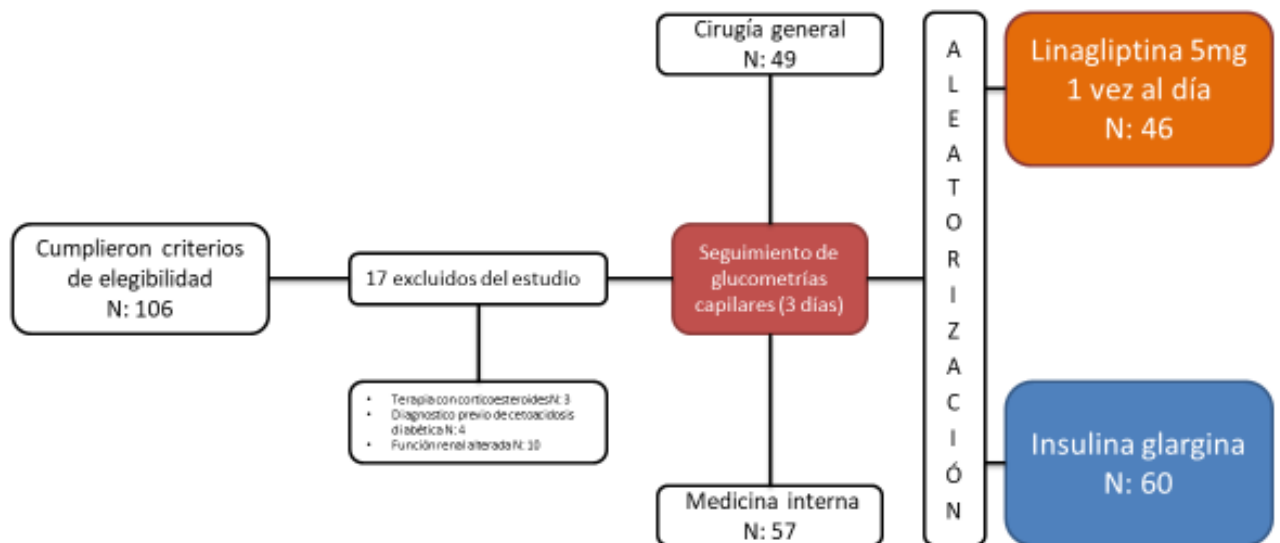 Cumplieron criterios
de elegibilidad
N: 106
17 excluidos del estudio
• Terapia con corticoesteroides N: 3
• Diagnostico previo de cetoacidosis
diabética N: 4
• Función renal alterada N: 10
Cirugía general
N: 49
Seguimiento de
glucometrías
capilares (3 días)
Medicina interna
N: 57
A
L
E
A
T
O
R
I
Z
A
C
I
Ó
N
Linagliptina 5mg
1 vez al día
N: 46
Insulina glargina
N: 60